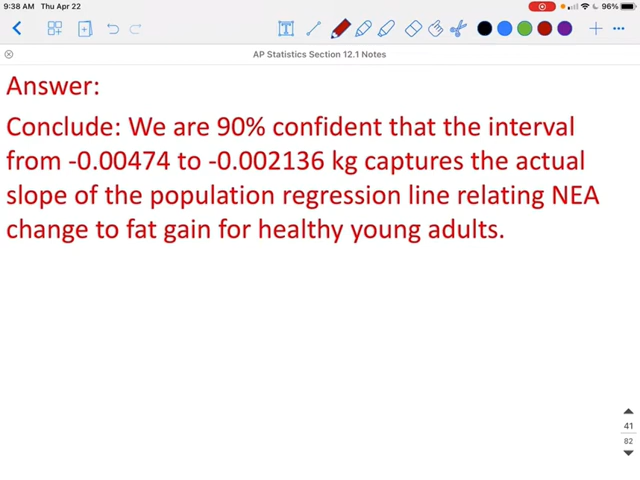 9:38 AM Thu Apr 22
96%
AP Statistics Section 12.1 Notes
Answer:
Conclude: We are 90% confident that the interval
from -0.00474 to -0.002136 kg captures the actual
slope of the population regression line relating NEA
change to fat gain for healthy young adults.
41
82